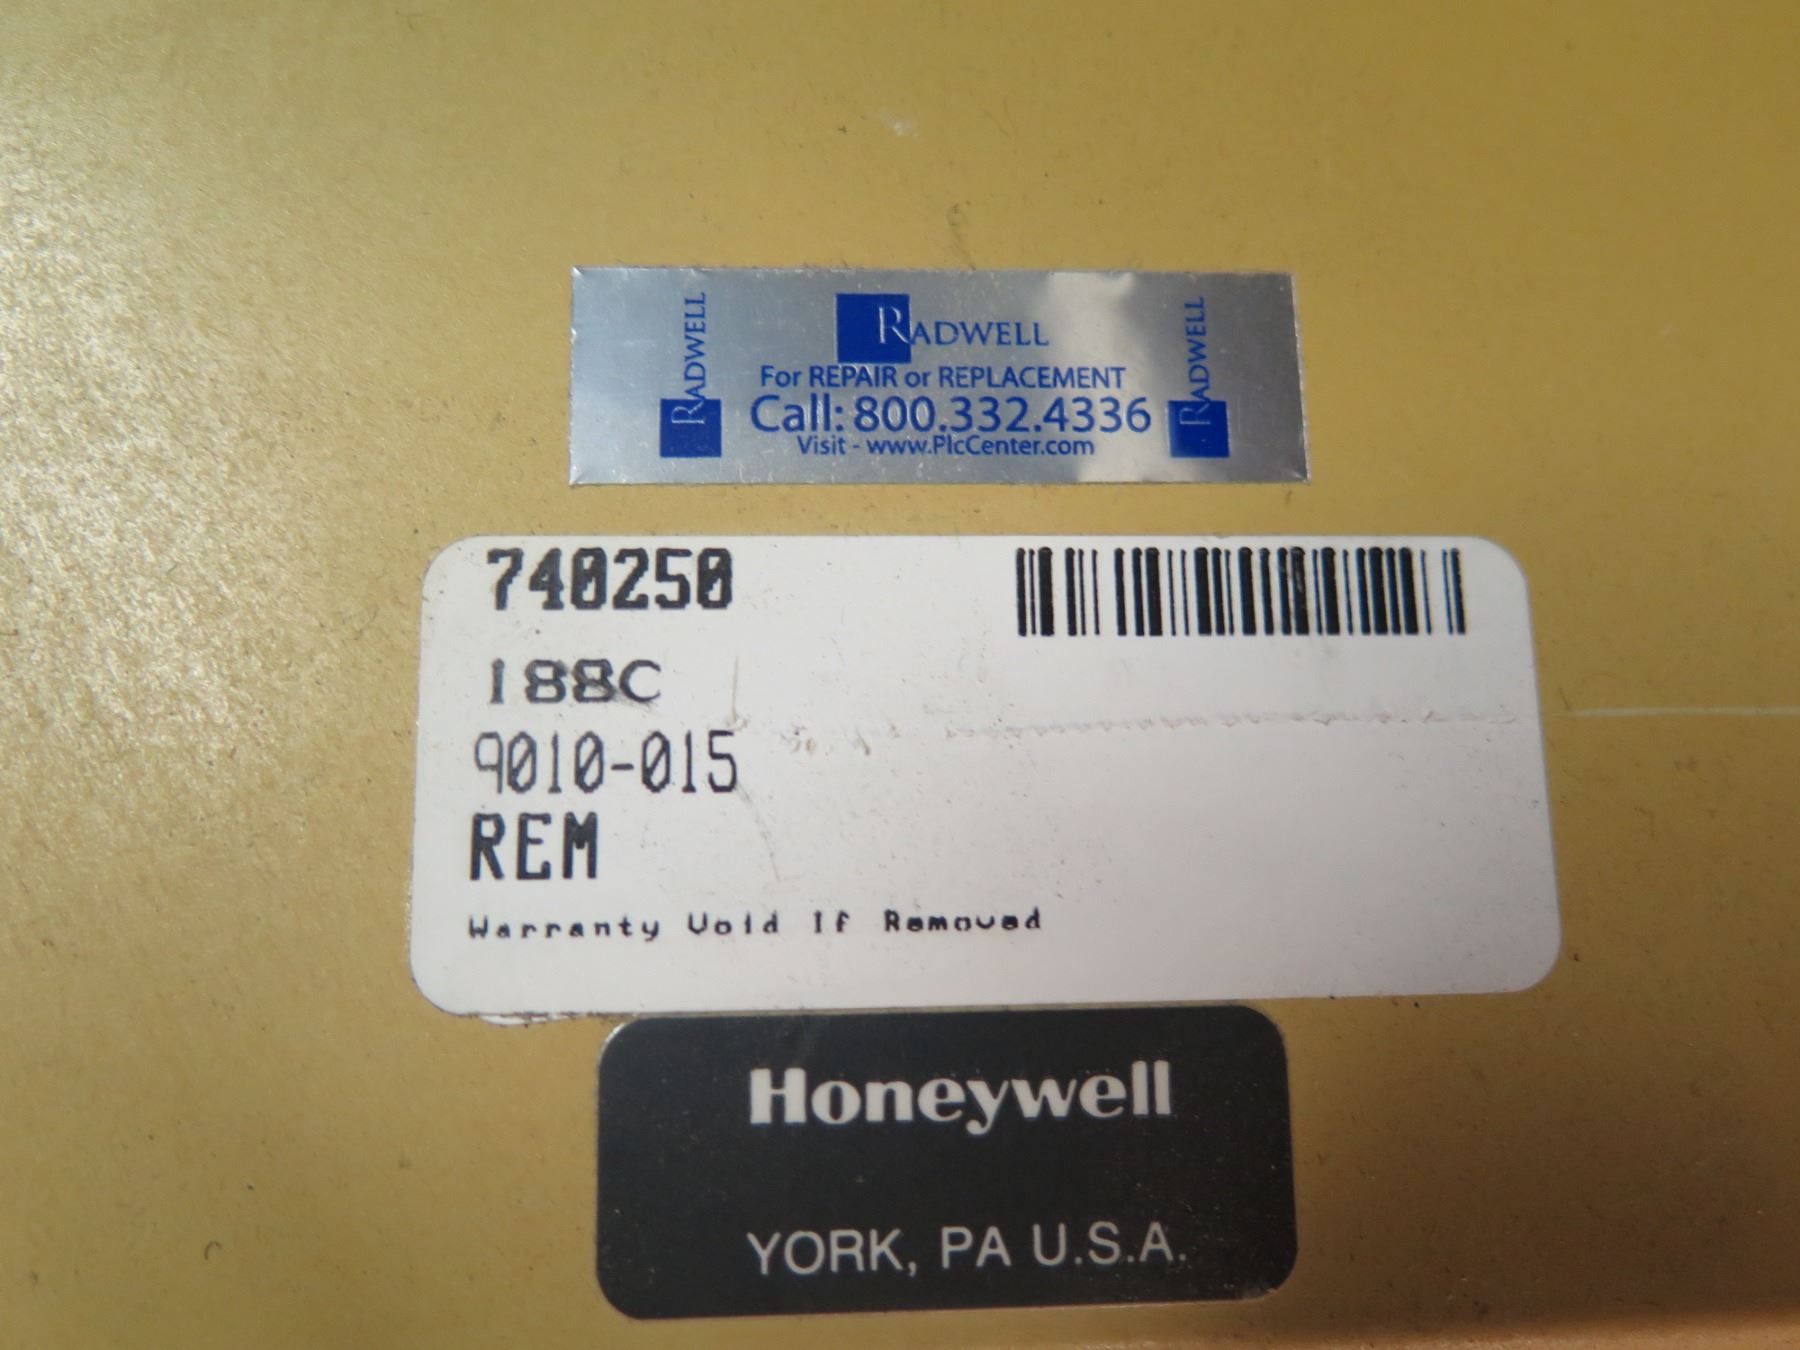 RADWELL
RADWELL
RADWELL
For REPAIR or REPLACEMENT
Call: 800.332.4336
Visit - www.PlcCenter.com
740250
188C
9010-015
REM
Warranty Void If Removed
Honeywell
YORK, PA U.S.A.